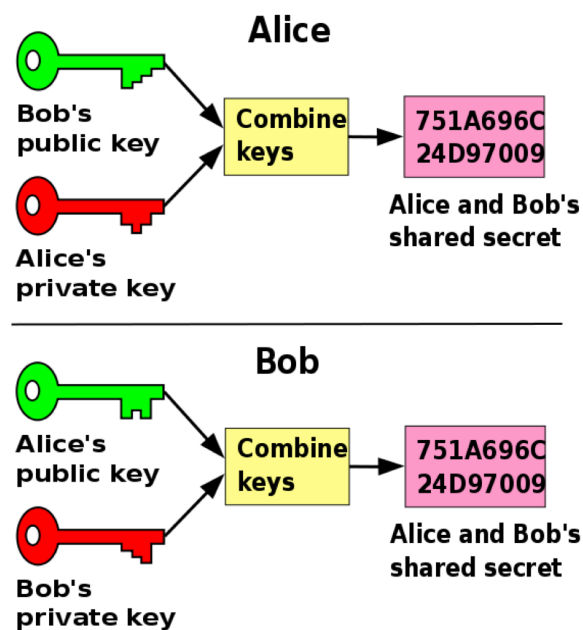 Alice
Bob's
public key
Combine
keys
751A696C
24D97009
Alice and Bob's
shared secret
Alice's
private key
Bob
Alice's
public key
Combine
keys
751A696C
24D97009
Alice and Bob's
shared secret
Bob's
private key